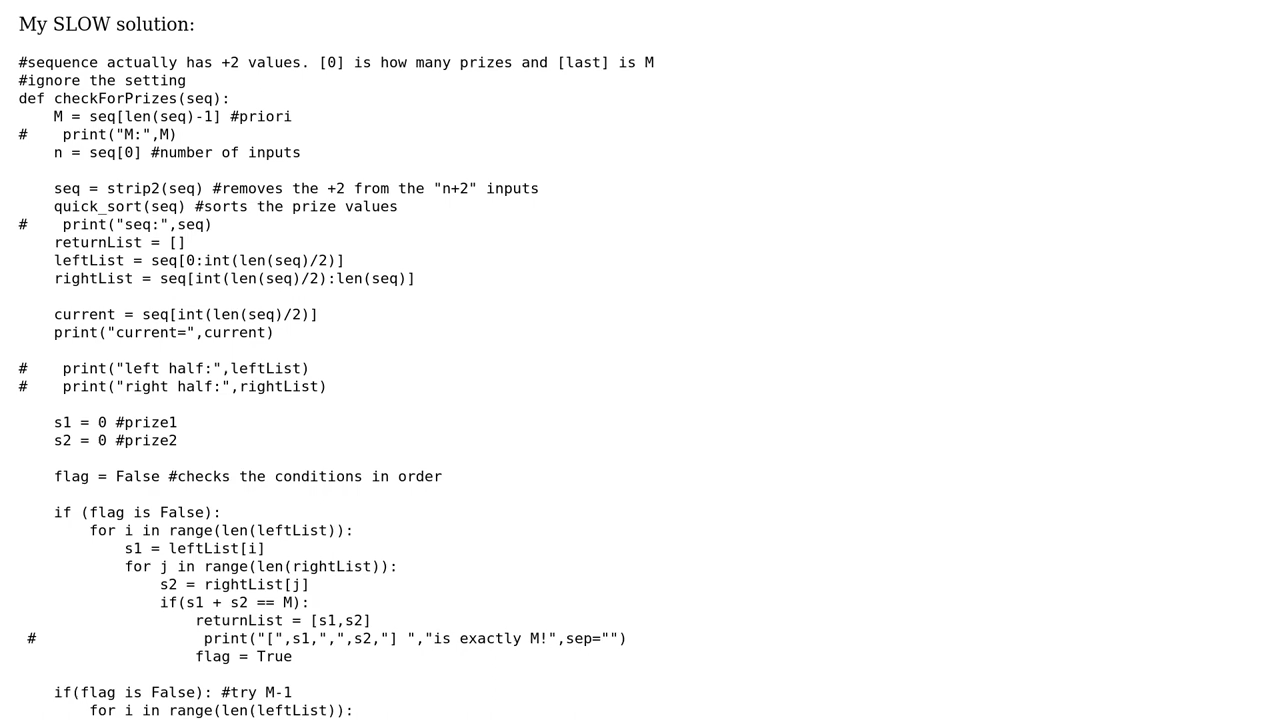 My SLOW solution:
#sequence actually has +2 values. [0] is how many prizes and [last] is M
#ignore the setting
def checkForPrizes(seq):
    M = seq[len(seq)-1] #priori
#    print("M:",M)
    n = seq[0] #number of inputs
    seq = strip2(seq) #removes the +2 from the "n+2" inputs
    quick_sort(seq) #sorts the prize values
#    print("seq:",seq)
    returnList = []
    leftList = seq[0:int(len(seq)/2)]
    rightList = seq[int(len(seq)/2):len(seq)]
    current = seq[int(len(seq)/2)]
    print("current=",current)
#    print("left half:",leftList)
#    print("right half:",rightList)
    s1 = 0 #prize1
    s2 = 0 #prize2
    flag = False #checks the conditions in order
    if (flag is False):
        for i in range(len(leftList)):
            s1 = leftList[i]
            for j in range(len(rightList)):
                s2 = rightList[j]
                if(s1 + s2 == M):
                    returnList = [s1,s2]
 #                   print("[",s1,",",s2,"] ","is exactly M!",sep="")
                    flag = True
    if(flag is False): #try M-1
        for i in range(len(leftList)):